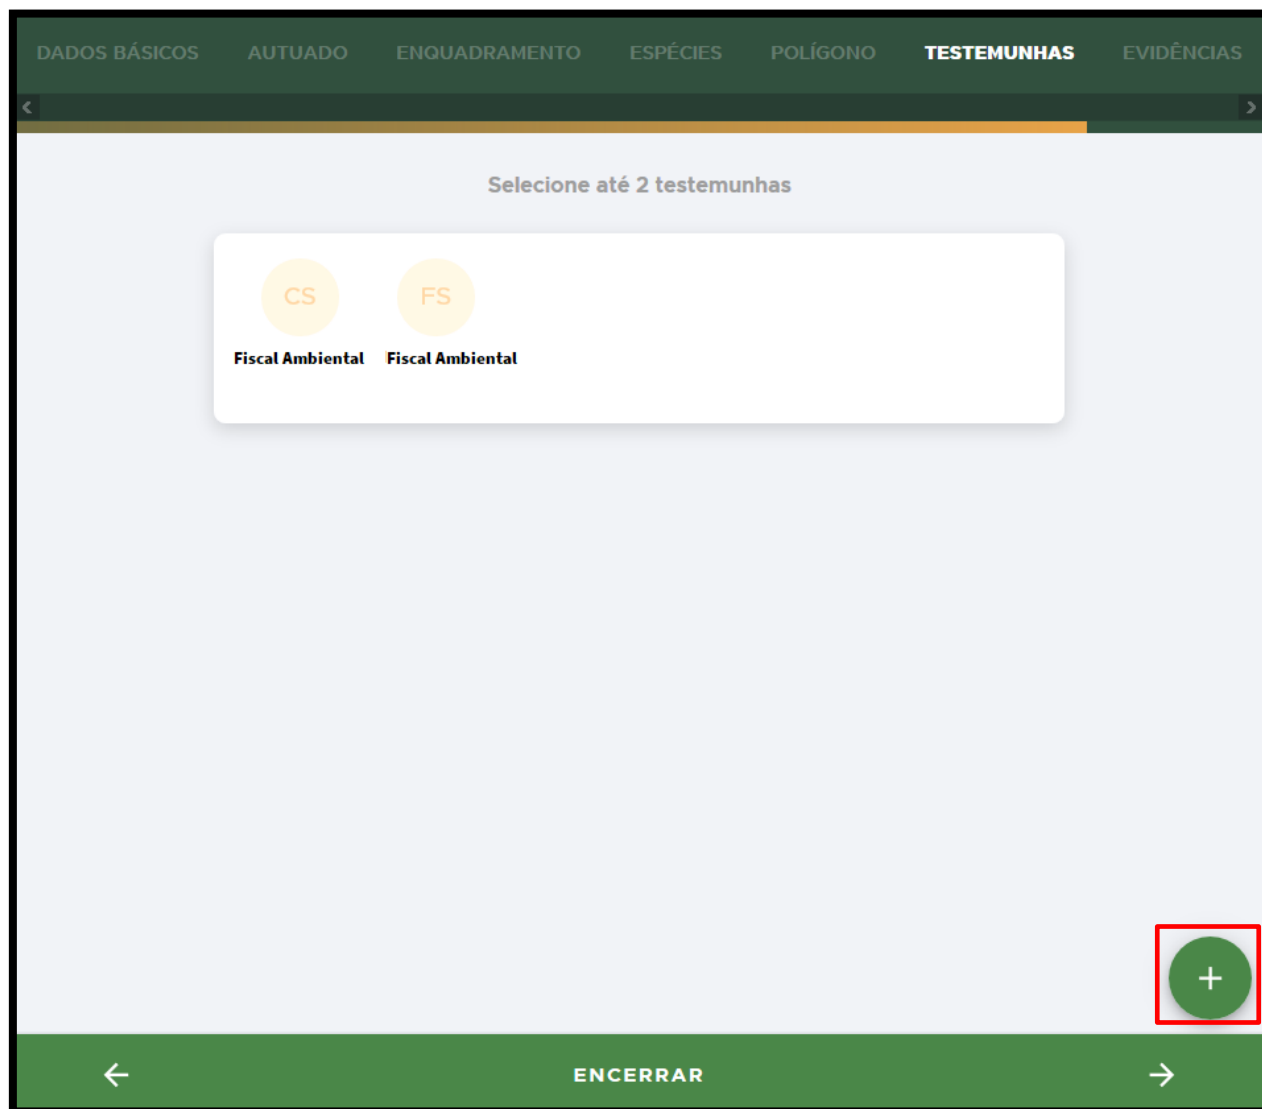 DADOS BÁSICOS AUTUADO ENQUADRAMENTO ESPÉCIES POLÍGONO TESTEMUNHAS EVIDÊNCIAS
Selecione até 2 testemunhas
CS FS
Fiscal Ambiental Fiscal Ambiental
ENCERRAR